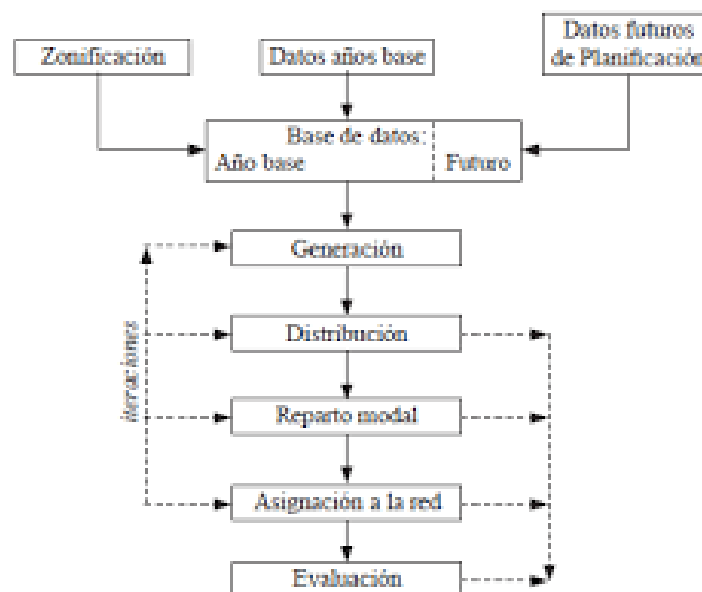 Zonificación
Datos años base
Datos futuros
de Planificación
Base de datos:
Año base
Futuro
Generación
Distribución
iteraciones
Reparto modal
Asignación a la red
Evaluación